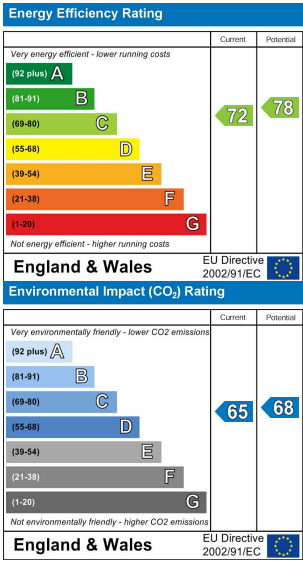 Energy Efficiency Rating
Current Potential
Very energy efficient - lower running costs
(92 plus) A
(81-91) B
(69-80) C
(55-68) D
(39-54) E
(21-38) F
(1-20) G
72
78
Not energy efficient - higher running costs
England & Wales
EU Directive
2002/91/EC
Environmental Impact (CO₂) Rating
Current Potential
Very environmentally friendly - lower CO2 emissions
(92 plus) A
(81-91) B
(69-80) C
(55-68) D
(39-54) E
(21-38) F
(1-20) G
65
68
Not environmentally friendly - higher CO2 emissions
England & Wales
EU Directive
2002/91/EC